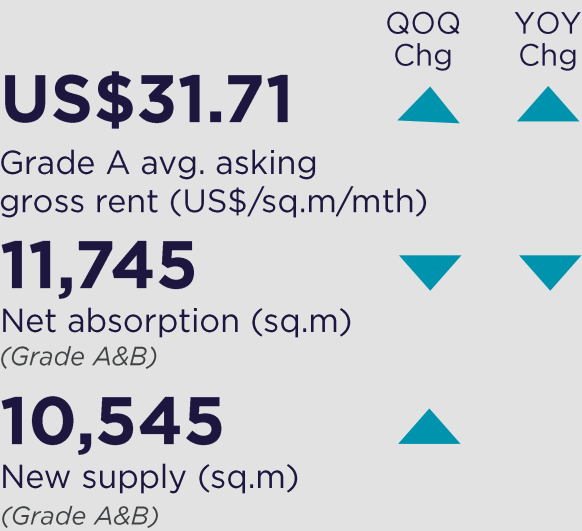 QOQ YOY
Chg Chg
US$31.71
Grade A avg. asking
gross rent (US$/sq.m/mth)
11,745
Net absorption (sq.m)
(Grade A&B)
10,545
New supply (sq.m)
(Grade A&B)